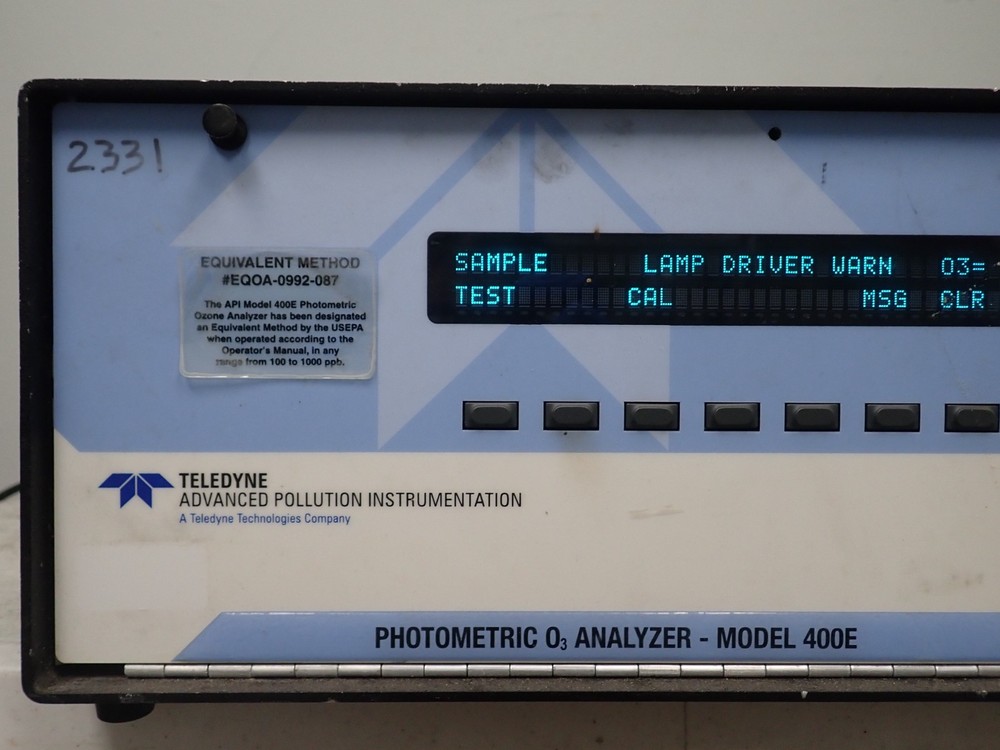 2331
EQUIVALENT METHOD
#EQOA-0992-087
The API Model 400E Photometric
Ozone Analyzer has been designated
an Equivalent Method by the USEPA
when operated according to the
Operator's Manual, in any
range from 100 to 1000 ppb.
SAMPLE LAMP DRIVER WARN O3=
TEST CAL MSG CLR
TELEDYNE
ADVANCED POLLUTION INSTRUMENTATION
A Teledyne Technologies Company
PHOTOMETRIC O₃ ANALYZER - MODEL 400E